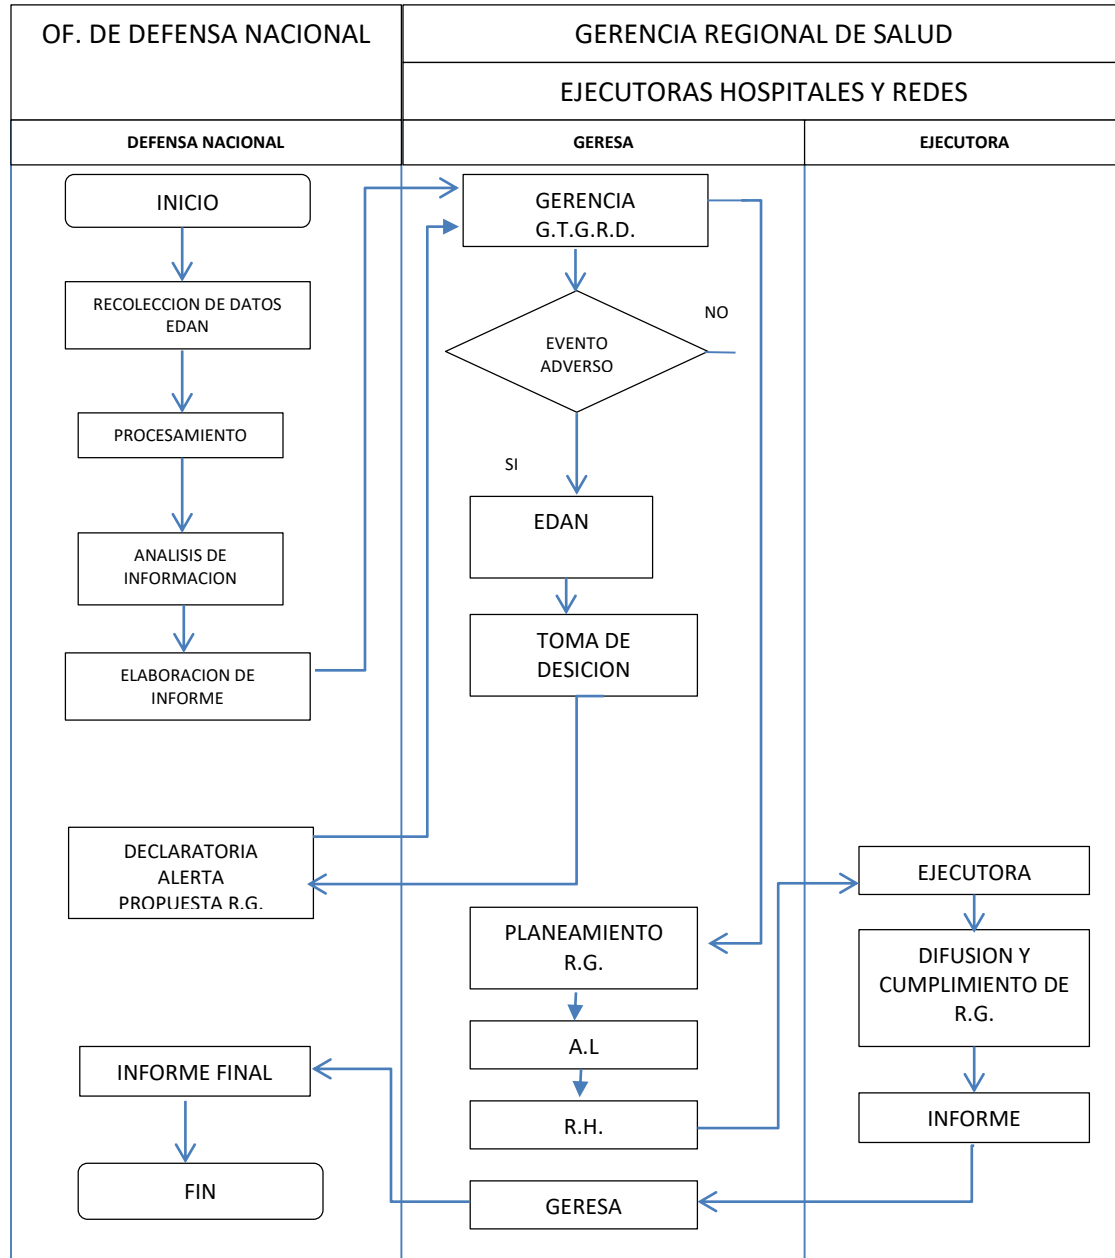 OF. DE DEFENSA NACIONAL
GERENCIA REGIONAL DE SALUD
EJECUTORAS HOSPITALES Y REDES
DEFENSA NACIONAL
GERESA
EJECUTORA
INICIO
RECOLECCION DE DATOS
EDAN
PROCESAMIENTO
ANALISIS DE
INFORMACION
ELABORACION DE
INFORME
DECLARATORIA
ALERTA
PROPUESTA R.G.
INFORME FINAL
FIN
GERENCIA
G.T.G.R.D.
EVENTO
ADVERSO
NO
SI
EDAN
TOMA DE
DESICION
PLANEAMIENTO
R.G.
A.L
R.H.
GERESA
EJECUTORA
DIFUSION Y
CUMPLIMIENTO DE
R.G.
INFORME